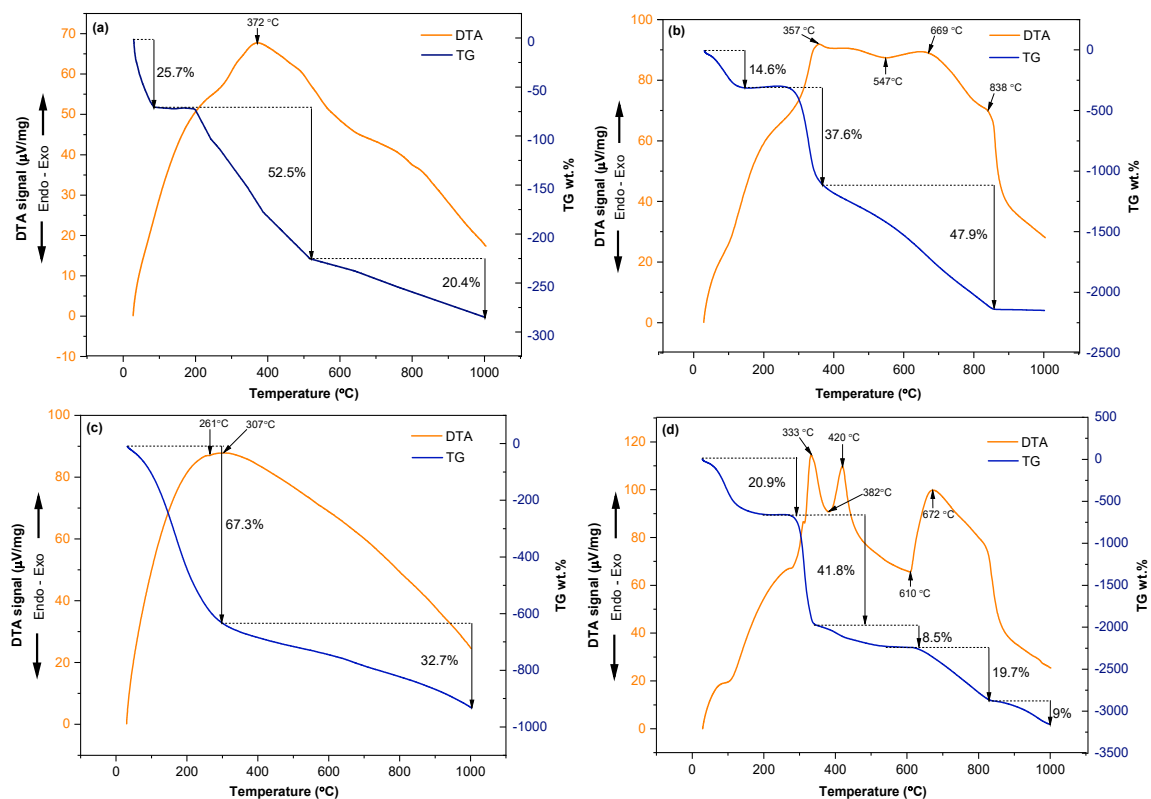 (a)
372 °C
DTA
TG
25.7%
52.5%
20.4%
70
60
50
40
30
20
10
0
-10
0
-50
-100
-150
-200
-250
-300
0
200
400
600
800
1000
DTA signal (µV/mg)
Endo - Exo
TG wt.%
Temperature (ºC)
(b)
357 °C
669 °C
547°C
838 °C
DTA
TG
14.6%
37.6%
47.9%
100
80
60
40
20
0
0
-500
-1000
-1500
-2000
-2500
0
200
400
600
800
1000
DTA signal (µV/mg)
Endo - Exo
TG wt.%
Temperature (ºC)
(c)
261°C
307°C
DTA
TG
67.3%
32.7%
100
80
60
40
20
0
0
-200
-400
-600
-800
-1000
0
200
400
600
800
1000
DTA signal (µV/mg)
Endo - Exo
TG wt.%
Temperature (ºC)
(d)
333 °C
420 °C
382°C
672 °C
610 °C
DTA
TG
20.9%
41.8%
8.5%
19.7%
9%
120
100
80
60
40
20
0
500
0
-500
-1000
-1500
-2000
-2500
-3000
-3500
0
200
400
600
800
1000
DTA signal (µV/mg)
Endo - Exo
TG wt.%
Temperature (ºC)